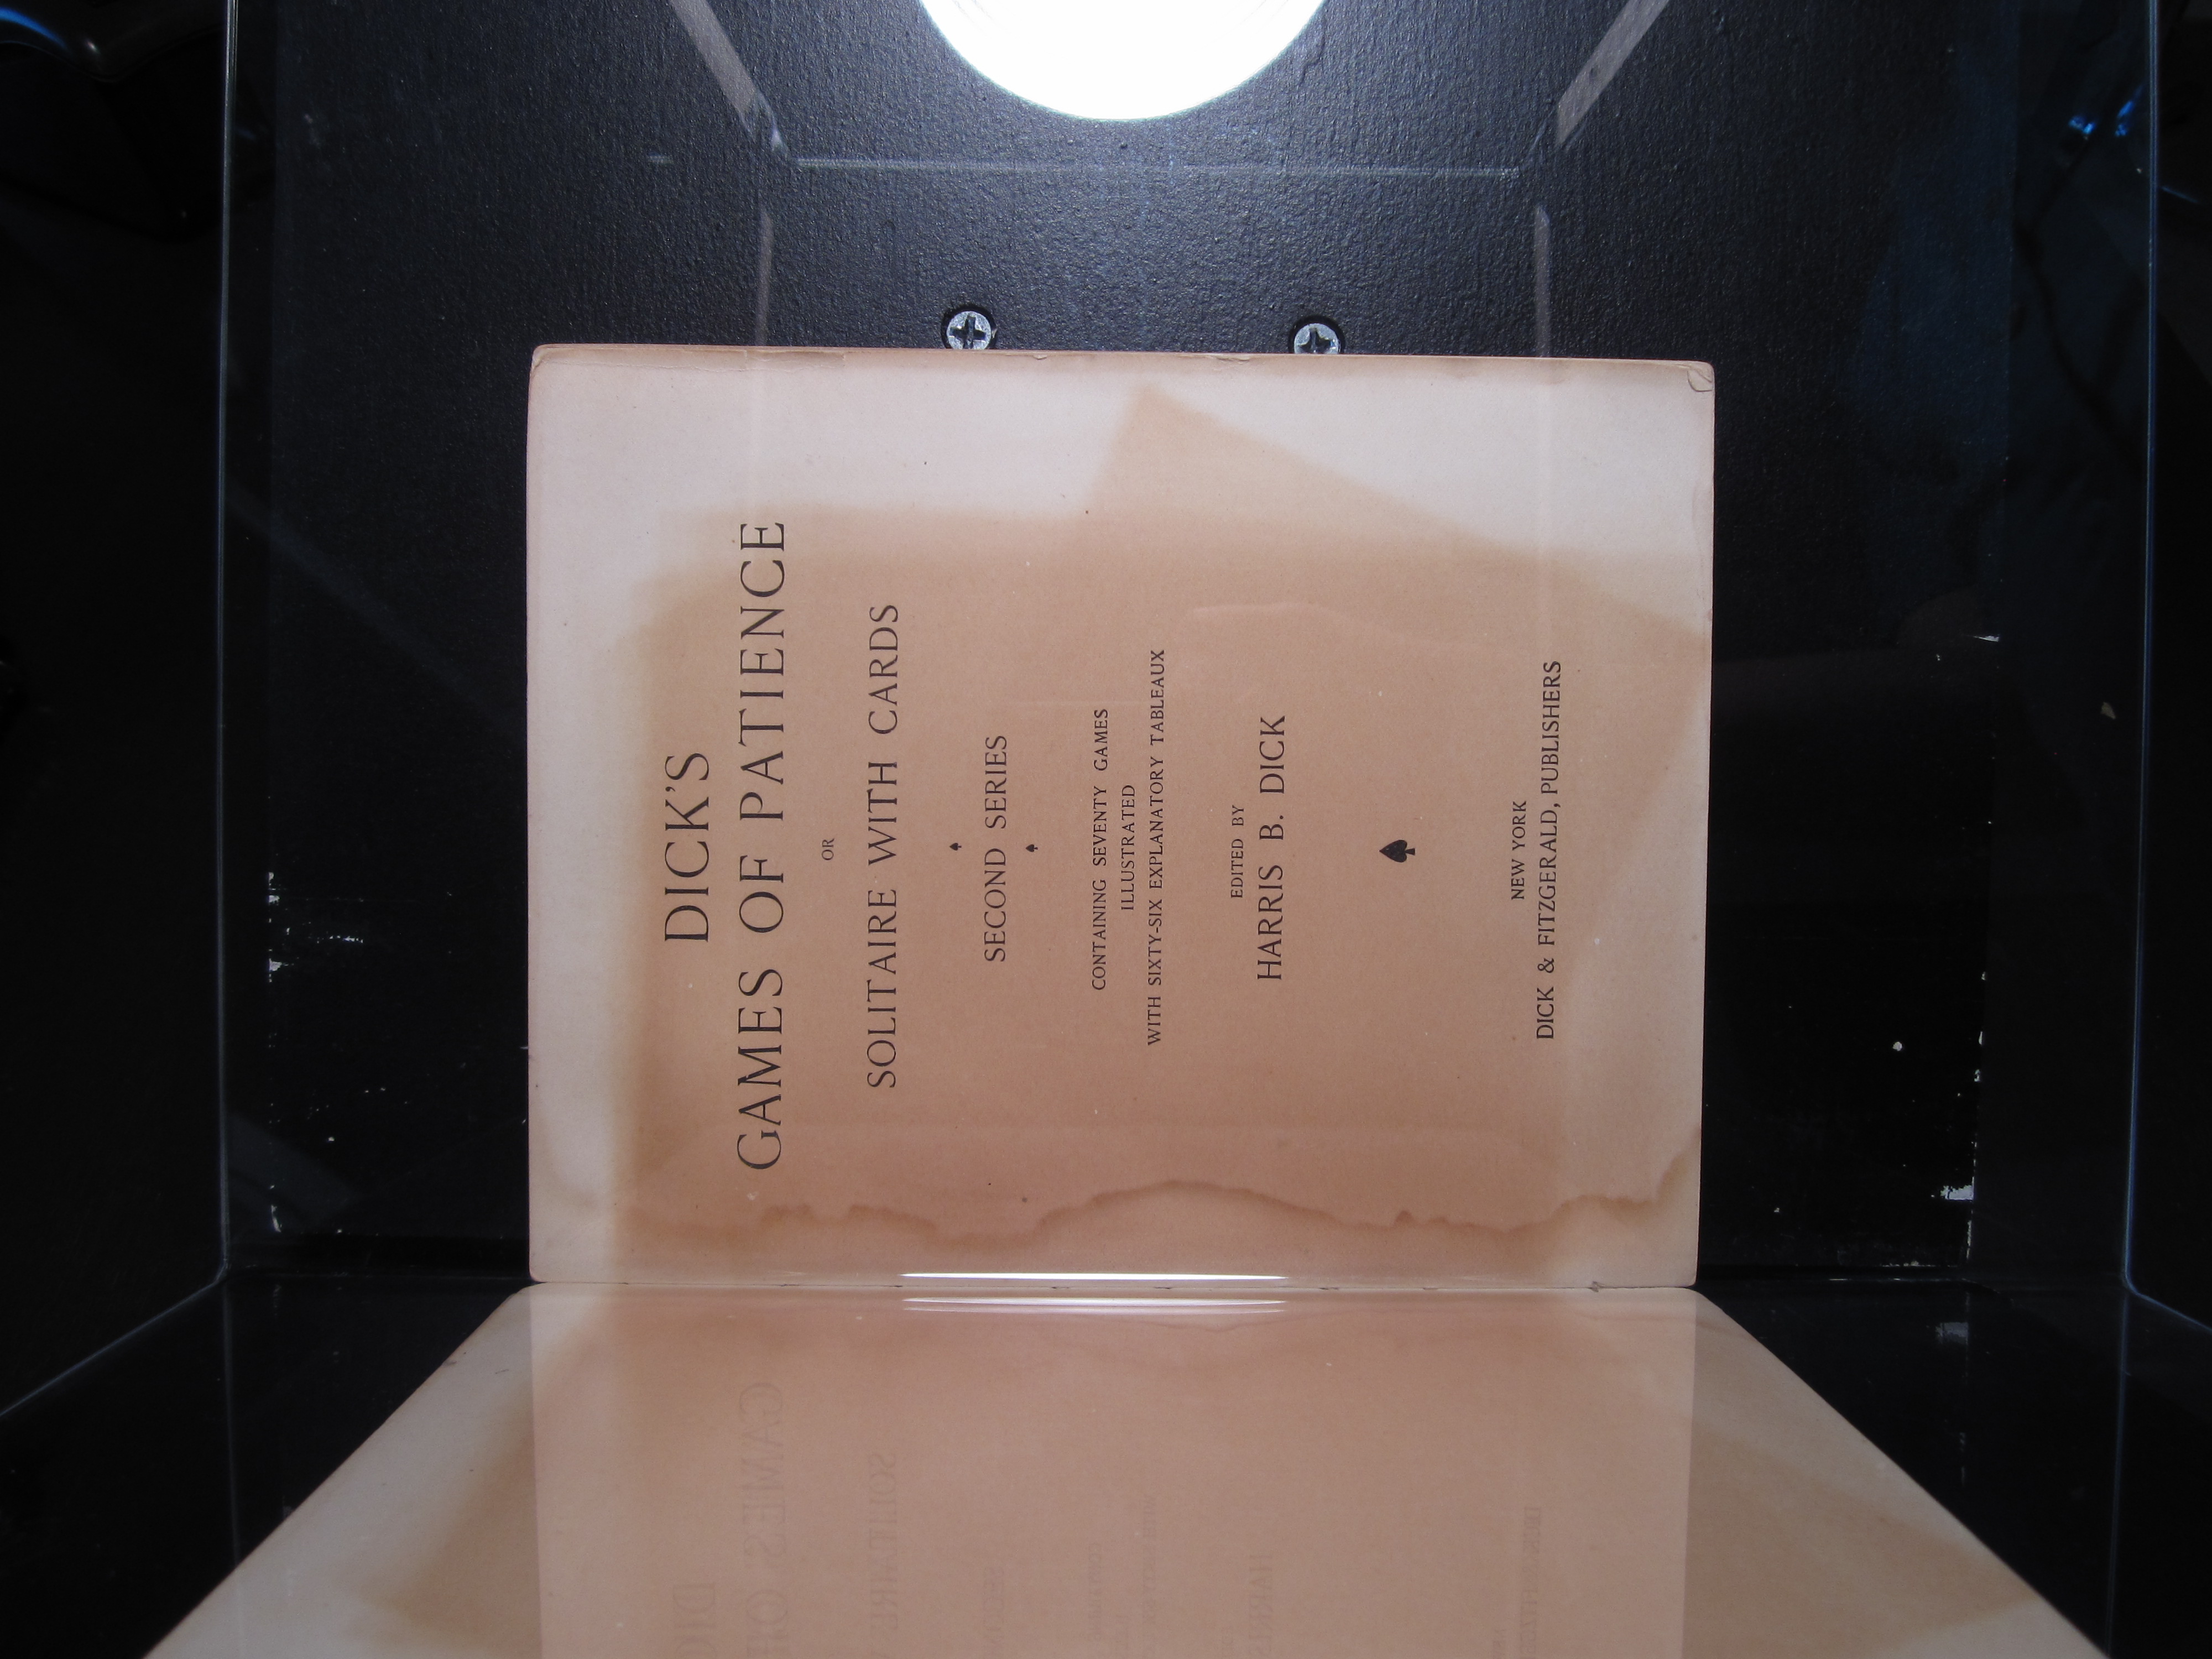 DICK'S
GAMES OF PATIENCE
OR
SOLITAIRE WITH CARDS
SECOND SERIES
CONTAINING SEVENTY GAMES
ILLUSTRATED
WITH SIXTY-SIX EXPLANATORY TABLEAUX
EDITED BY
HARRIS B. DICK
NEW YORK
DICK & FITZGERALD, PUBLISHERS